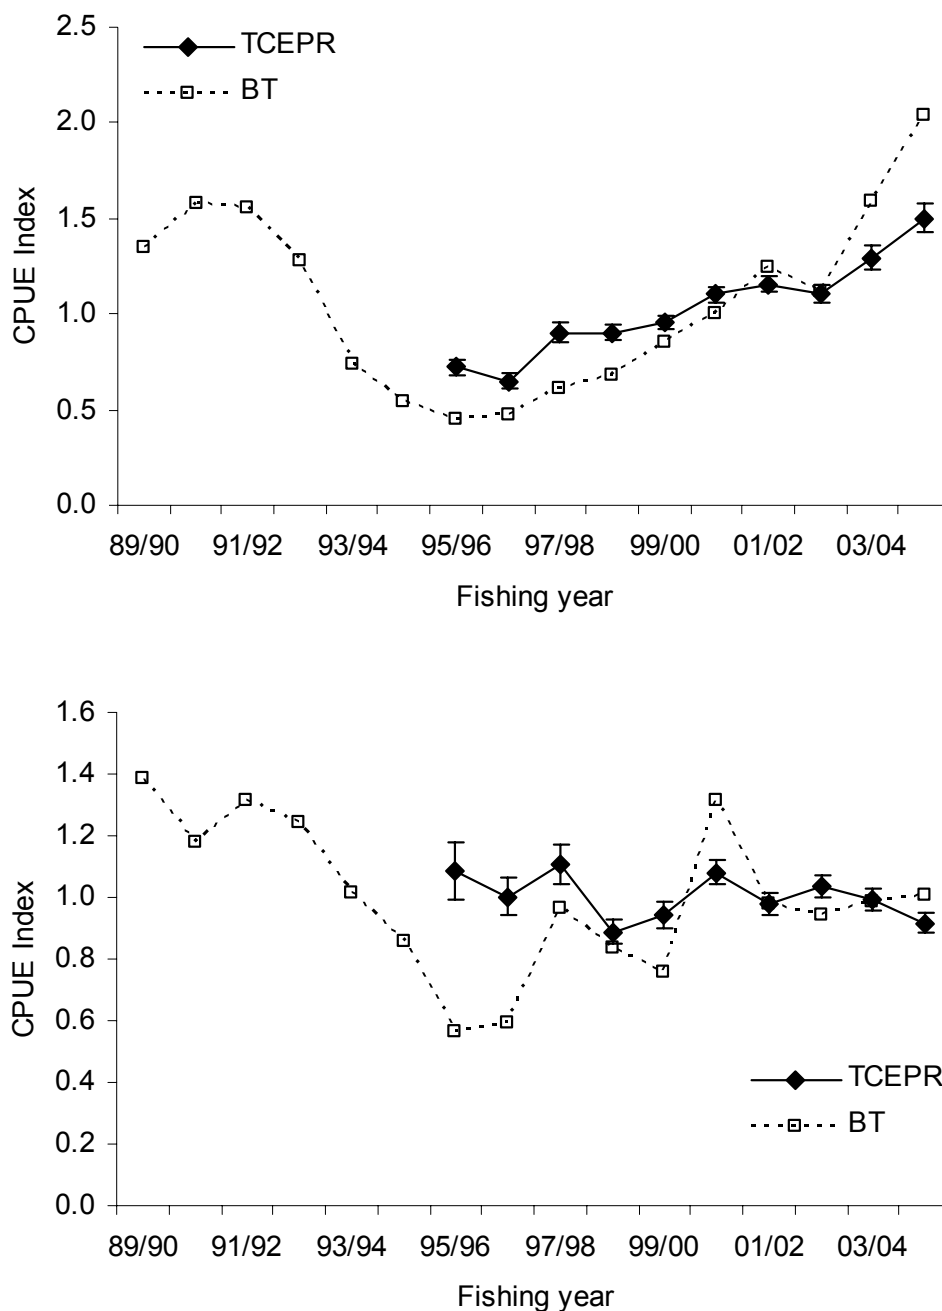 2.5
TCEPR
BT
2.0
1.5
1.0
0.5
0.0
CPUE Index
89/90 91/92 93/94 95/96 97/98 99/00 01/02 03/04
Fishing year
1.6
1.4
1.2
1.0
0.8
0.6
0.4
0.2
0.0
CPUE Index
TCEPR
BT
89/90 91/92 93/94 95/96 97/98 99/00 01/02 03/04
Fishing year